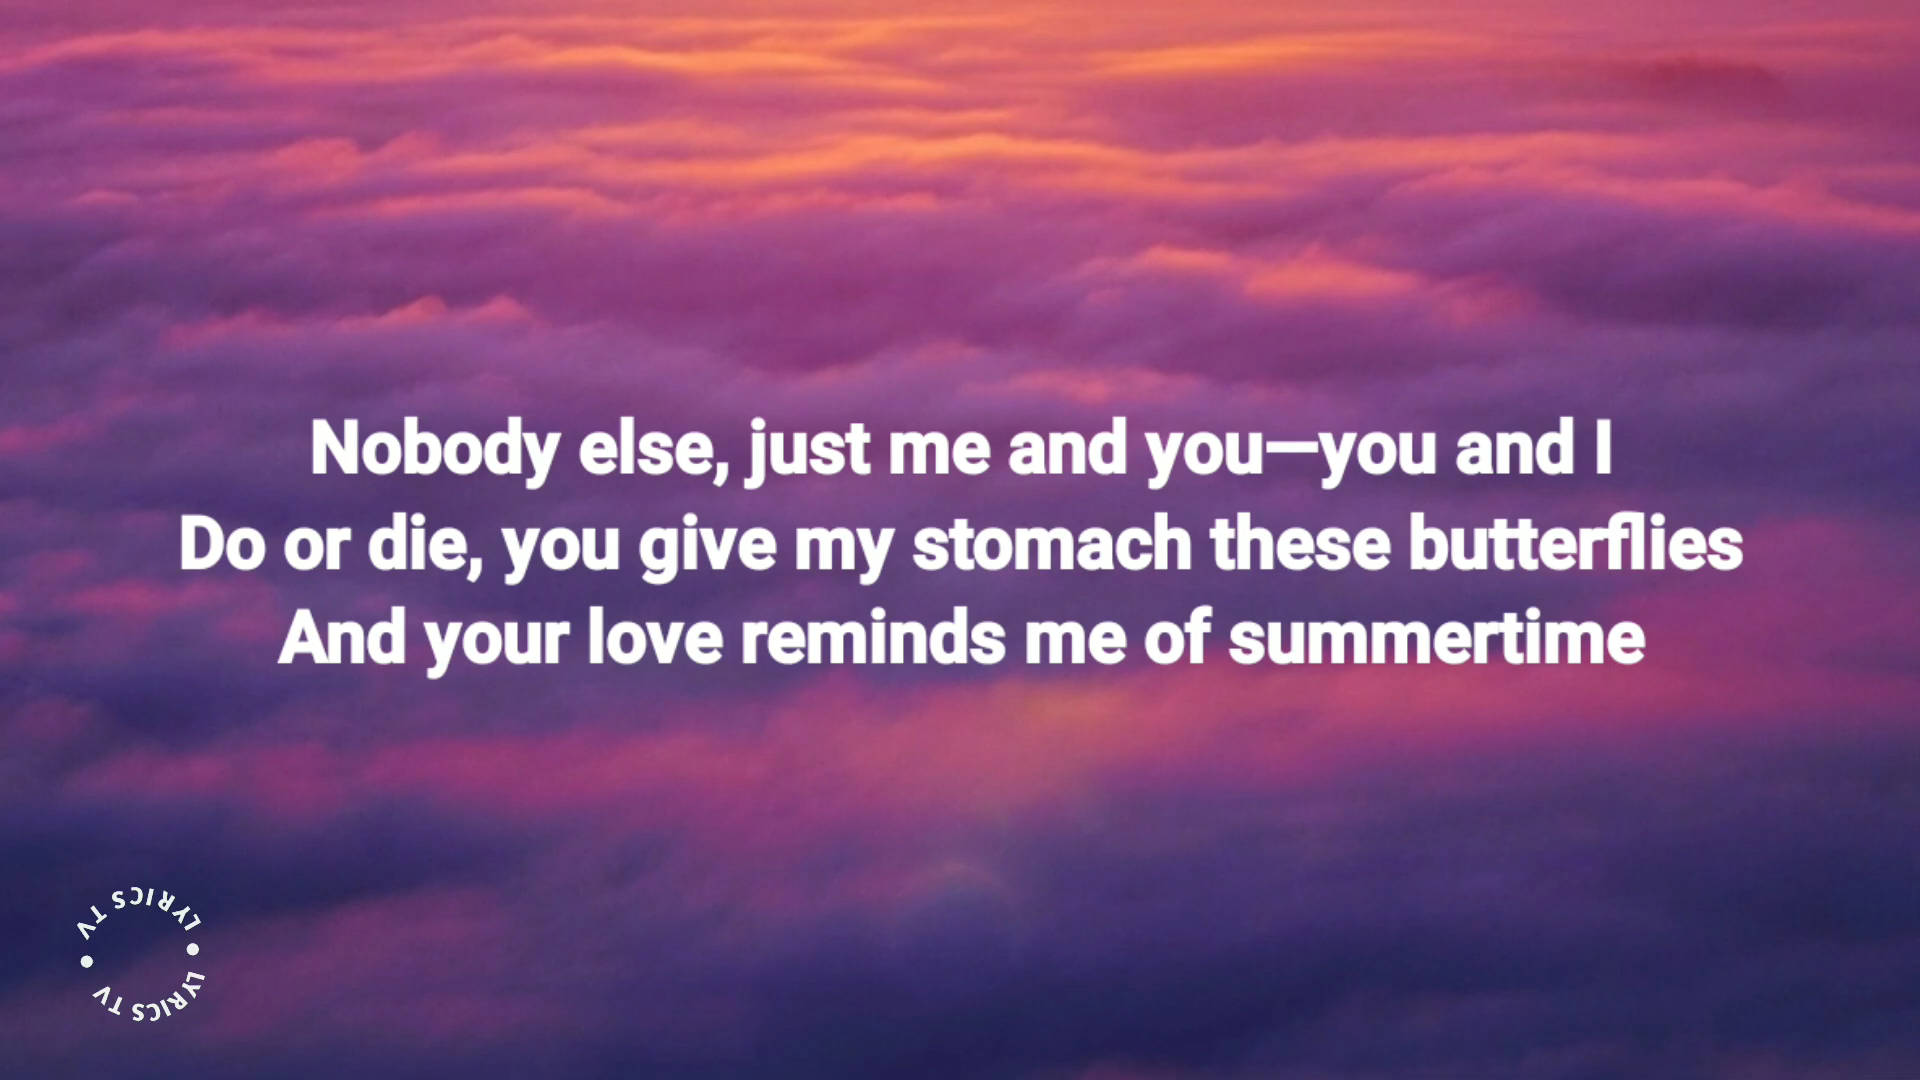 Nobody else, just me and you—you and I
Do or die, you give my stomach these butterflies
And your love reminds me of summertime
LYRICS TV
LYRICS TV